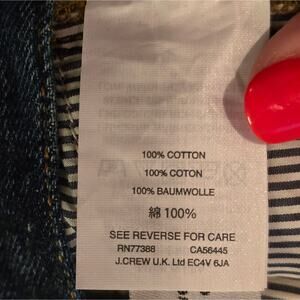 100% COTTON
100% COTON
100% BAUMWOLLE
綿 100%
SEE REVERSE FOR CARE
RN77388 CA56445
J.CREW U.K. Ltd EC4V 6JA